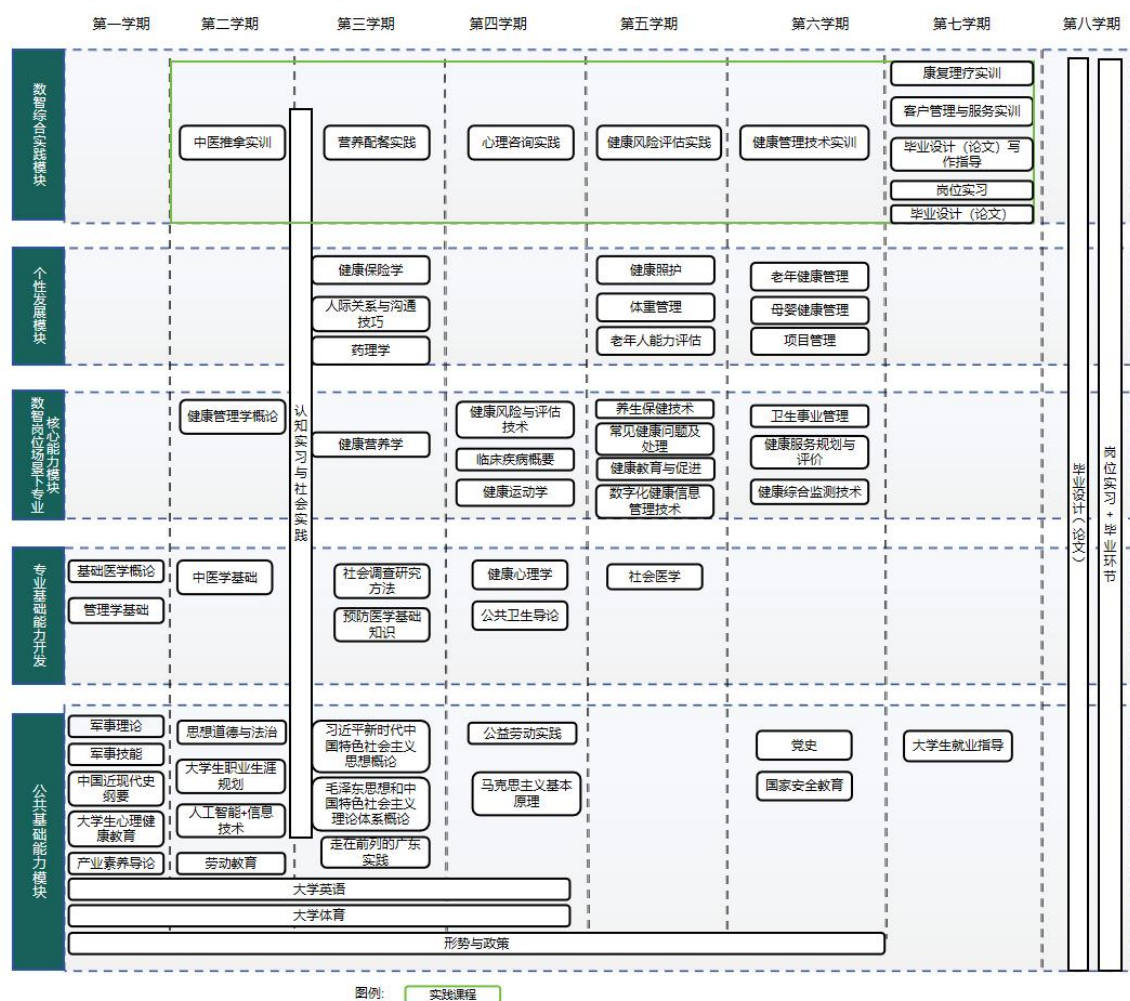 第一学期
第二学期
第三学期
第四学期
第五学期
第六学期
第七学期
第八学期
数智综合实践模块
中医推拿实训
营养配餐实践
心理咨询实践
健康风险评估实践
健康管理技术实训
康复理疗实训
客户管理与服务实训
毕业设计（论文）写
作指导
岗位实习
毕业设计（论文）
个性发展模块
健康保险学
人际关系与沟通
技巧
药理学
健康照护
体重管理
老年人能力评估
老年健康管理
母婴健康管理
项目管理
数智岗位场景下专业
核心能力模块
健康管理学概论
认知实习与社会实践
健康营养学
健康风险与评估
技术
临床疾病概要
健康运动学
养生保健技术
常见健康问题及
处理
健康教育与促进
数字化健康信息
管理技术
卫生事业管理
健康服务规划与
评价
健康综合监测技术
毕业设计（论文）
岗位实习+毕业环节
专业基础能力开发
基础医学概论
管理学基础
中医学基础
社会调查研究
方法
预防医学基础
知识
健康心理学
公共卫生导论
社会医学
公共基础能力模块
军事理论
军事技能
中国近现代史
纲要
大学生心理健
康教育
产业素养导论
思想道德与法治
大学生职业生涯
规划
人工智能+信息
技术
劳动教育
习近平新时代中
国特色社会主义
思想概论
毛泽东思想和中
国特色社会主义
理论体系概论
走在前列的广东
实践
公益劳动实践
马克思主义基本
原理
党史
国家安全教育
大学生就业指导
大学英语
大学体育
形势与政策
图例:
实践课程